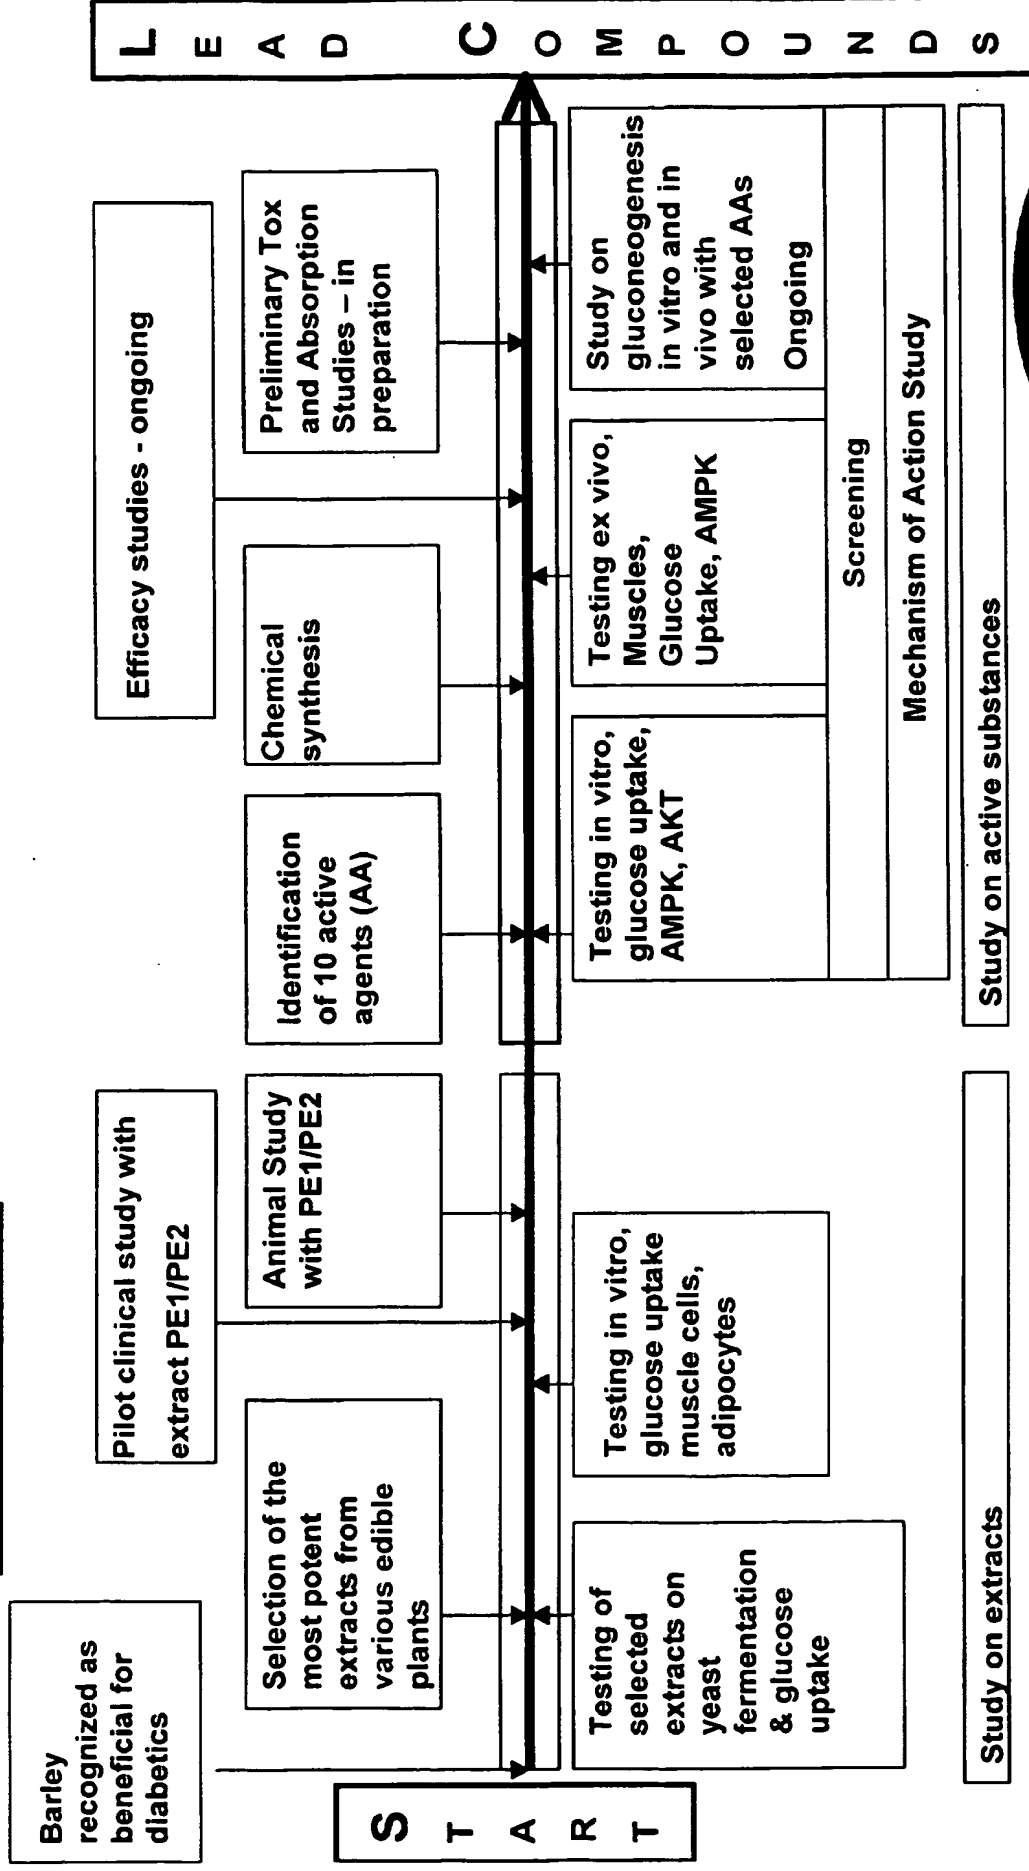 Barley
recognized as
beneficial for
diabetics
Pilot clinical study with
extract PE1/PE2
Efficacy studies - ongoing
Selection of the
most potent
extracts from
various edible
plants
Animal Study
with PE1/PE2
Identification
of 10 active
agents (AA)
Chemical
synthesis
Preliminary Tox
and Absorption
Studies – in
preparation
START
LEAD COMPOUNDS
Testing of
selected
extracts on
yeast
fermentation
& glucose
uptake
Testing in vitro,
glucose uptake
muscle cells,
adipocytes
Testing in vitro,
glucose uptake,
AMPK, AKT
Testing ex vivo,
Muscles,
Glucose
Uptake, AMPK
Study on
gluconeogenesis
in vitro and in
vivo with
selected AAs
Ongoing
Screening
Mechanism of Action Study
Study on extracts
Study on active substances